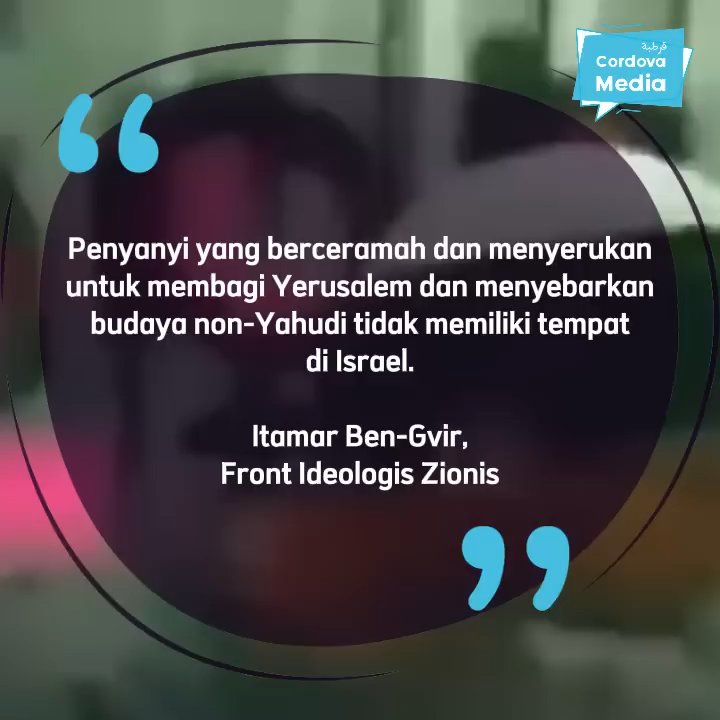 قرطبة
Cordova
Media
Penyanyi yang berceramah dan menyerukan
untuk membagi Yerusalem dan menyebarkan
budaya non-Yahudi tidak memiliki tempat
di Israel.
Itamar Ben-Gvir,
Front Ideologis Zionis